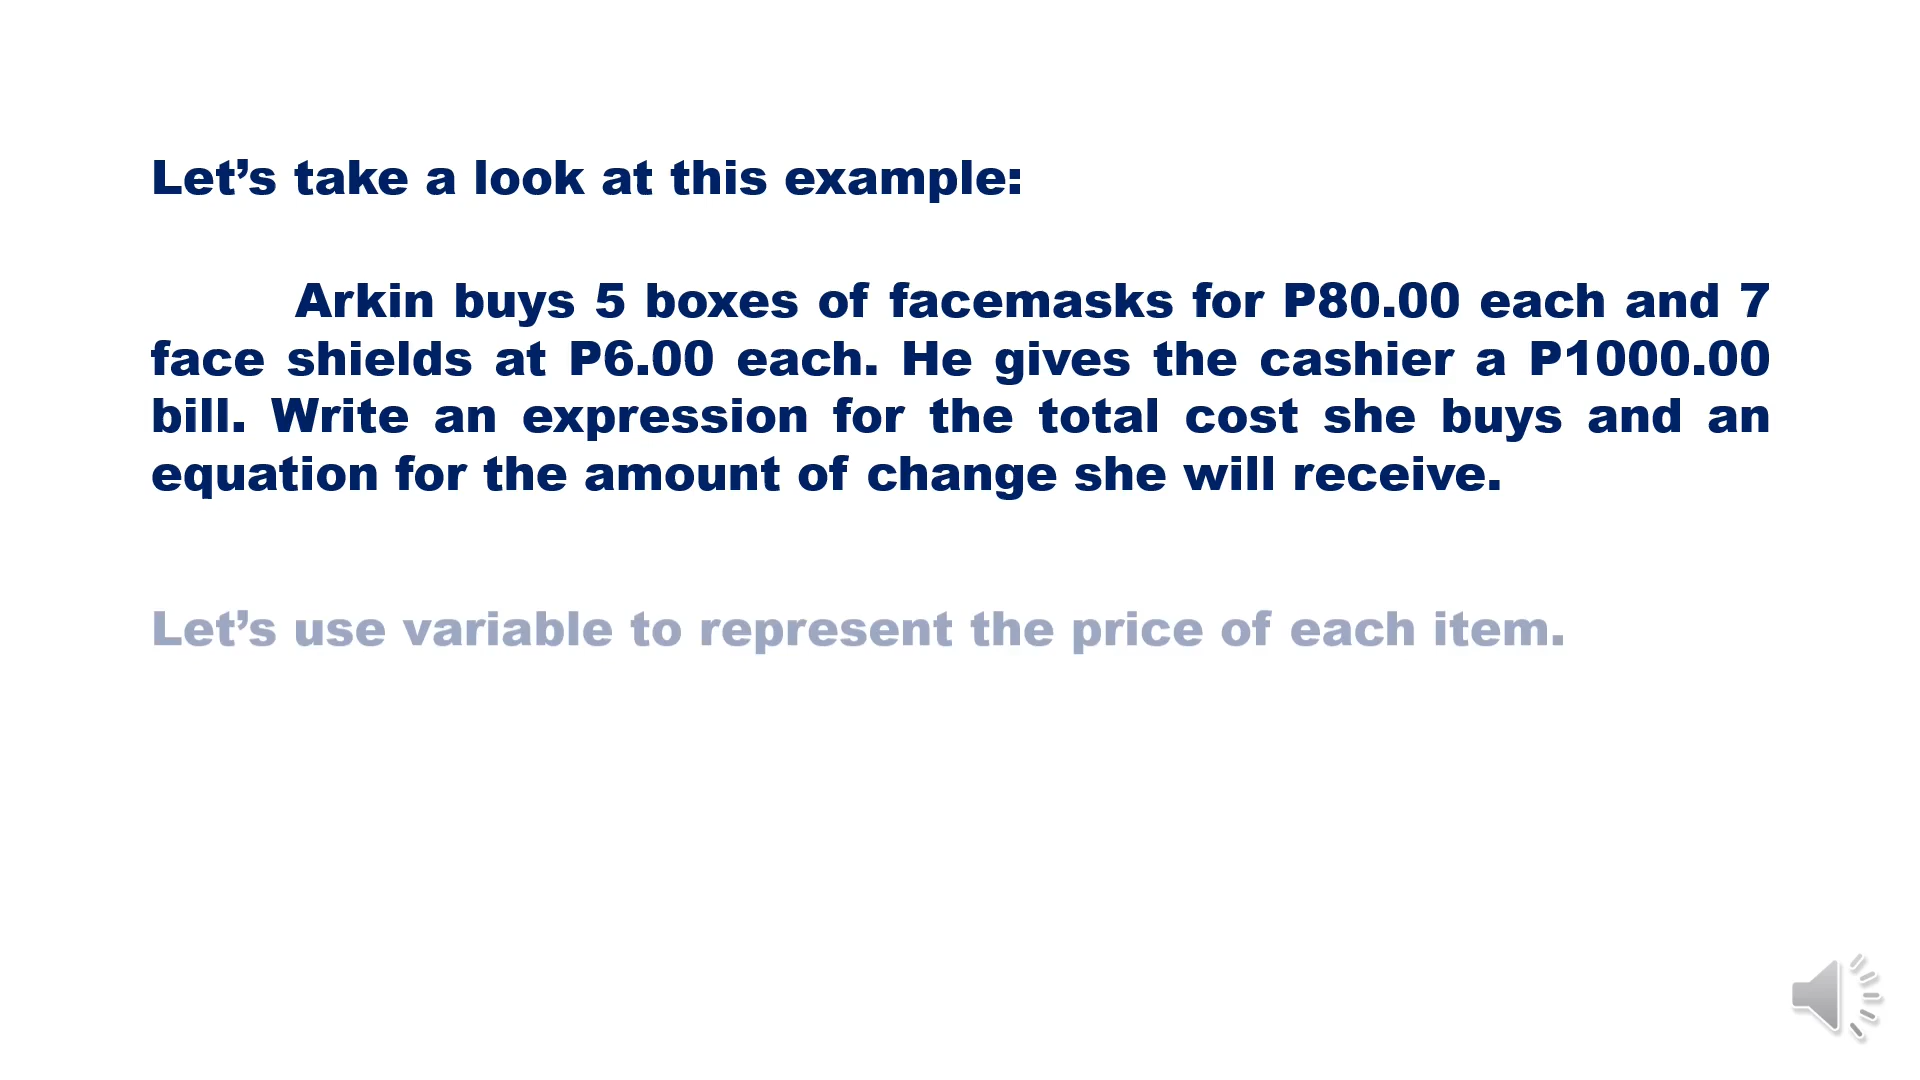 Let’s take a look at this example:
Arkin buys 5 boxes of facemasks for P80.00 each and 7
face shields at P6.00 each. He gives the cashier a P1000.00
bill. Write an expression for the total cost she buys and an
equation for the amount of change she will receive.
Let’s use variable to represent the price of each item.